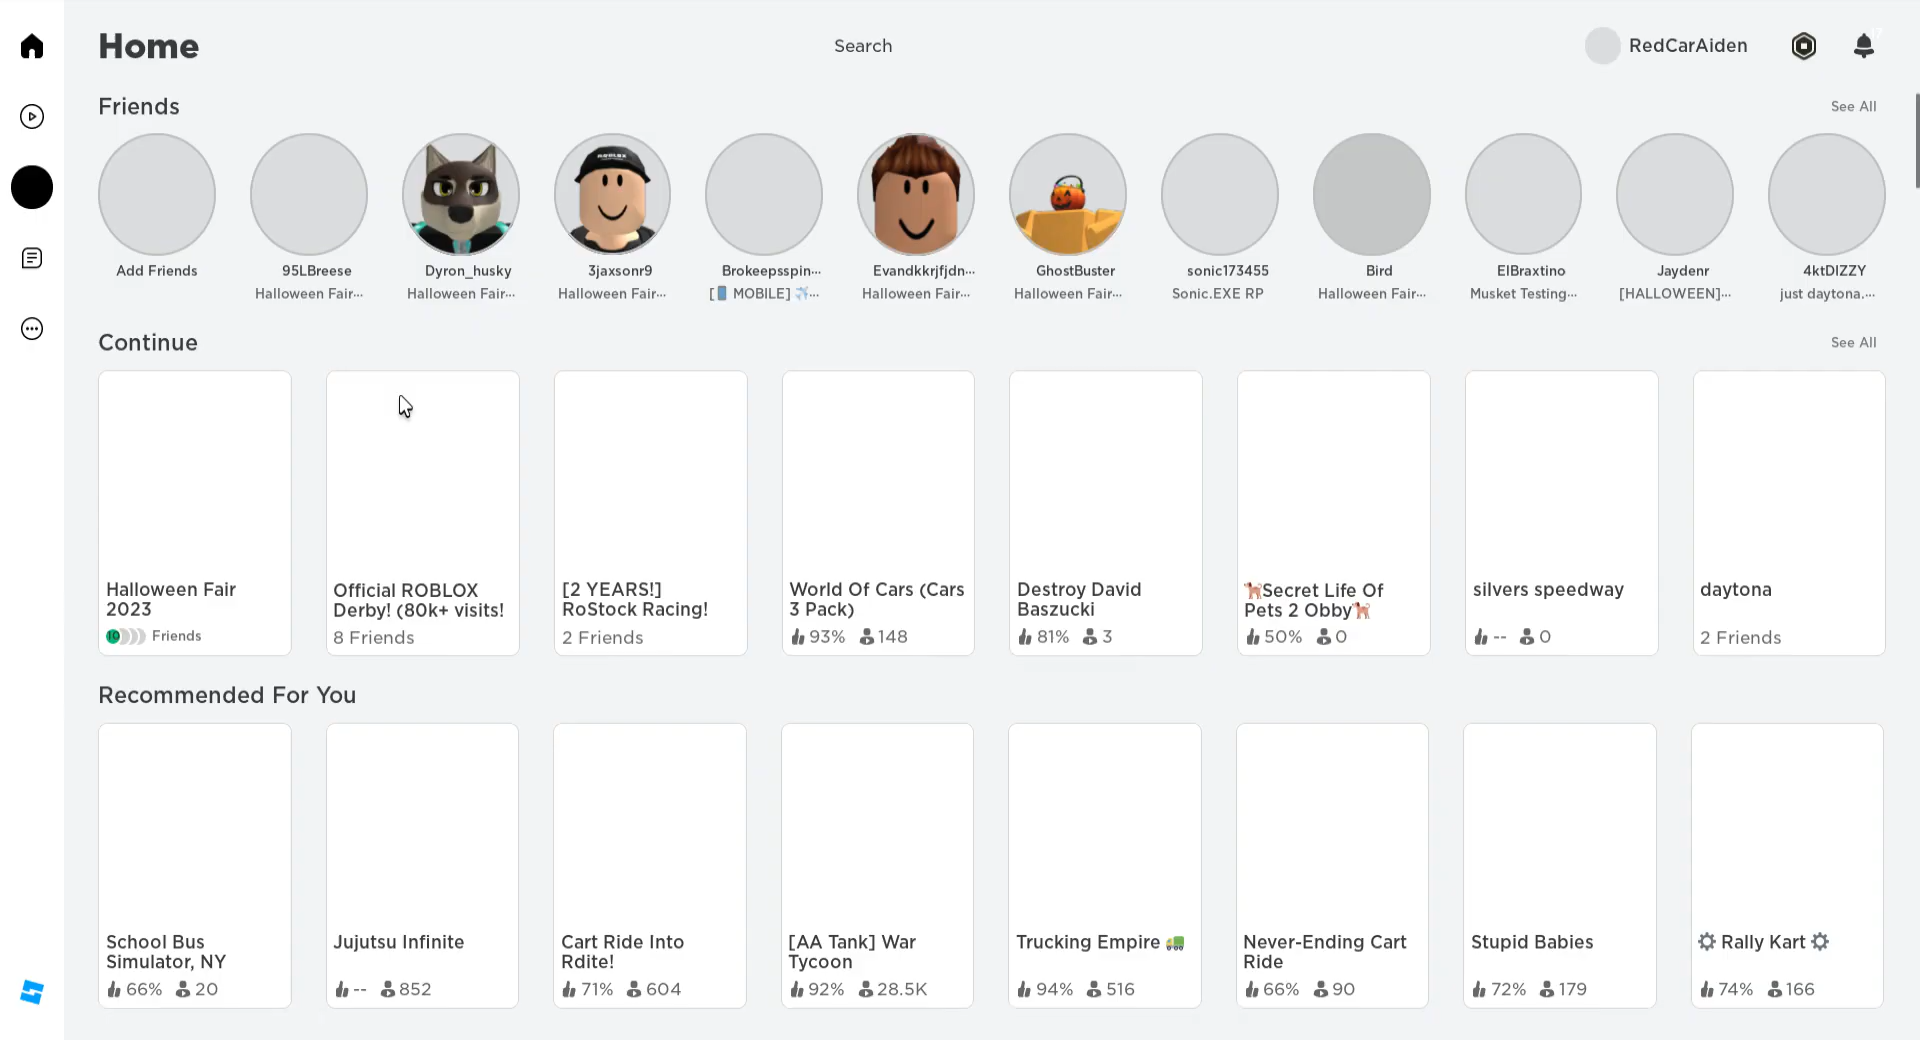 Home
Search
RedCarAiden
Friends
See All
Add Friends
95LBreese
Dyron_husky
3jaxsonr9
Brokeepsspin...
Evandkkrjfjdn...
GhostBuster
sonic173455
Bird
ElBraxtino
Jaydenr
4ktDIZZY
Halloween Fair...
Halloween Fair...
Halloween Fair...
[📱 MOBILE] ✈️...
Halloween Fair...
Halloween Fair...
Sonic.EXE RP
Halloween Fair...
Musket Testing...
[HALLOWEEN]...
just daytona....
Continue
See All
Halloween Fair
2023
Friends
Official ROBLOX
Derby! (80k+ visits!
8 Friends
[2 YEARS!]
RoStock Racing!
2 Friends
World Of Cars (Cars
3 Pack)
93% 148
Destroy David
Baszucki
81% 3
🐕Secret Life Of
Pets 2 Obby🐕
50% 0
silvers speedway
-- 0
daytona
2 Friends
Recommended For You
School Bus
Simulator, NY
66% 20
Jujutsu Infinite
-- 852
Cart Ride Into
Rdite!
71% 604
[AA Tank] War
Tycoon
92% 28.5K
Trucking Empire 🚛
94% 516
Never-Ending Cart
Ride
66% 90
Stupid Babies
72% 179
⚙️ Rally Kart ⚙️
74% 166